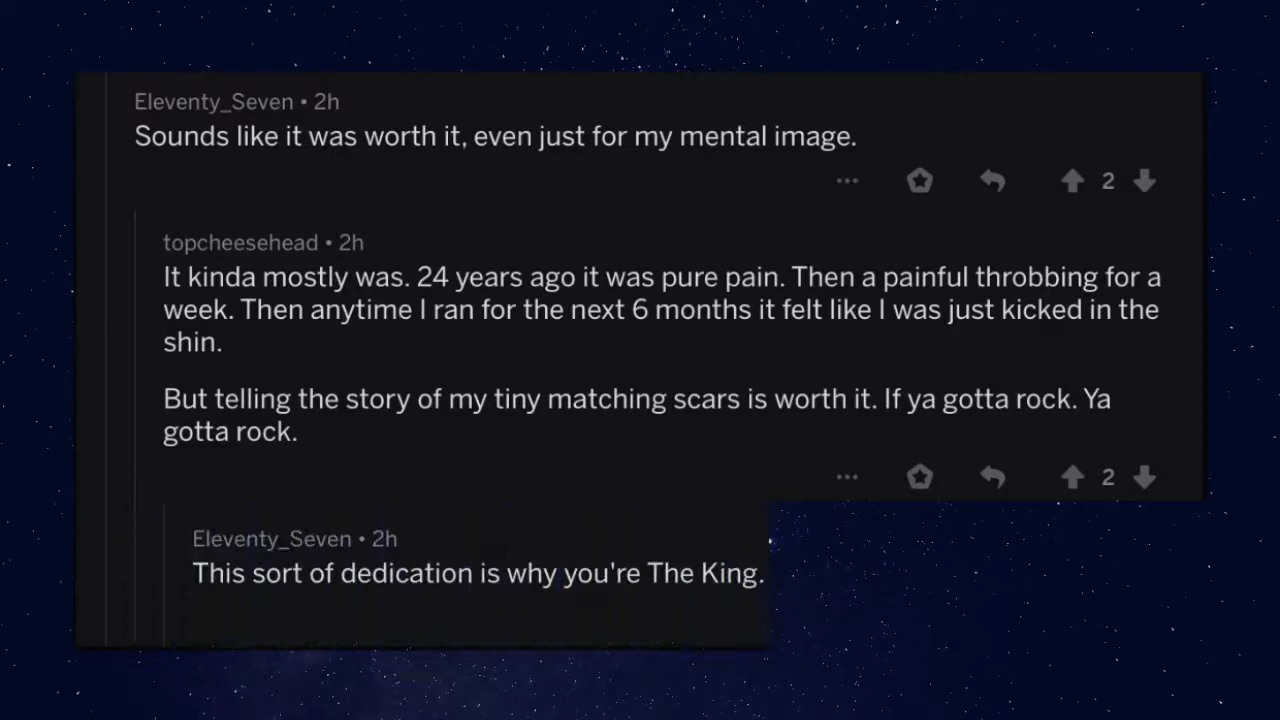 Eleventy_Seven • 2h
Sounds like it was worth it, even just for my mental image.
2
topcheesehead • 2h
It kinda mostly was. 24 years ago it was pure pain. Then a painful throbbing for a
week. Then anytime I ran for the next 6 months it felt like I was just kicked in the
shin.
But telling the story of my tiny matching scars is worth it. If ya gotta rock. Ya
gotta rock.
2
Eleventy_Seven • 2h
This sort of dedication is why you're The King.